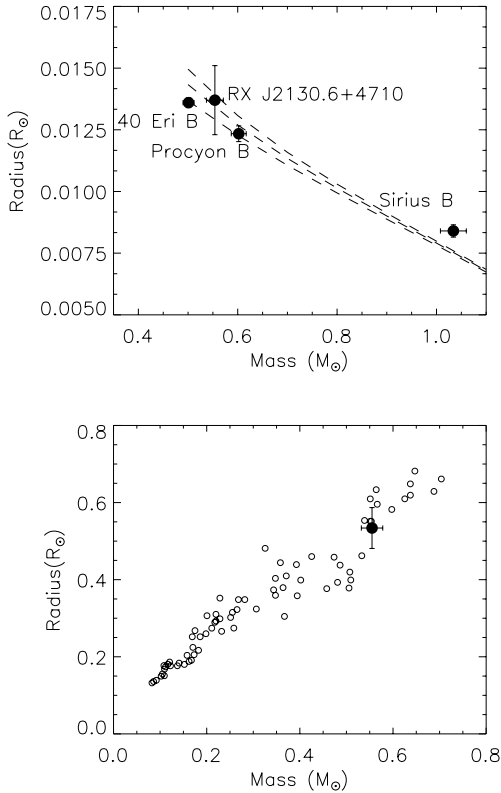 0.0175
0.0150
0.0125
0.0100
0.0075
0.0050
Radius(R☉)
RX J2130.6+4710
40 Eri B
Procyon B
Sirius B
0.4 0.6 0.8 1.0
Mass (M☉)
0.8
0.6
0.4
0.2
0.0
Radius(R☉)
0.0 0.2 0.4 0.6 0.8
Mass (M☉)